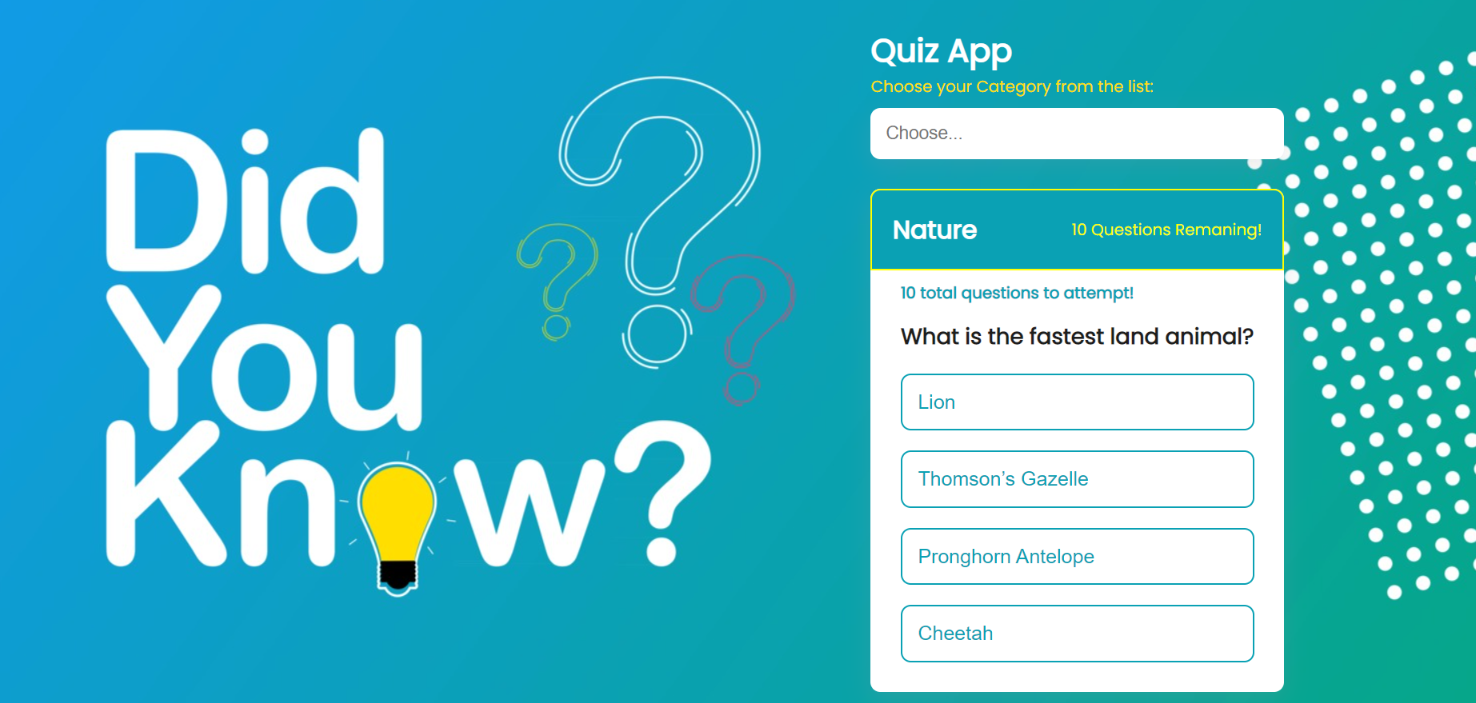 Did
You
Know?
Quiz App
Choose your Category from the list:
Choose...
Nature
10 Questions Remaning!
10 total questions to attempt!
What is the fastest land animal?
Lion
Thomson’s Gazelle
Pronghorn Antelope
Cheetah